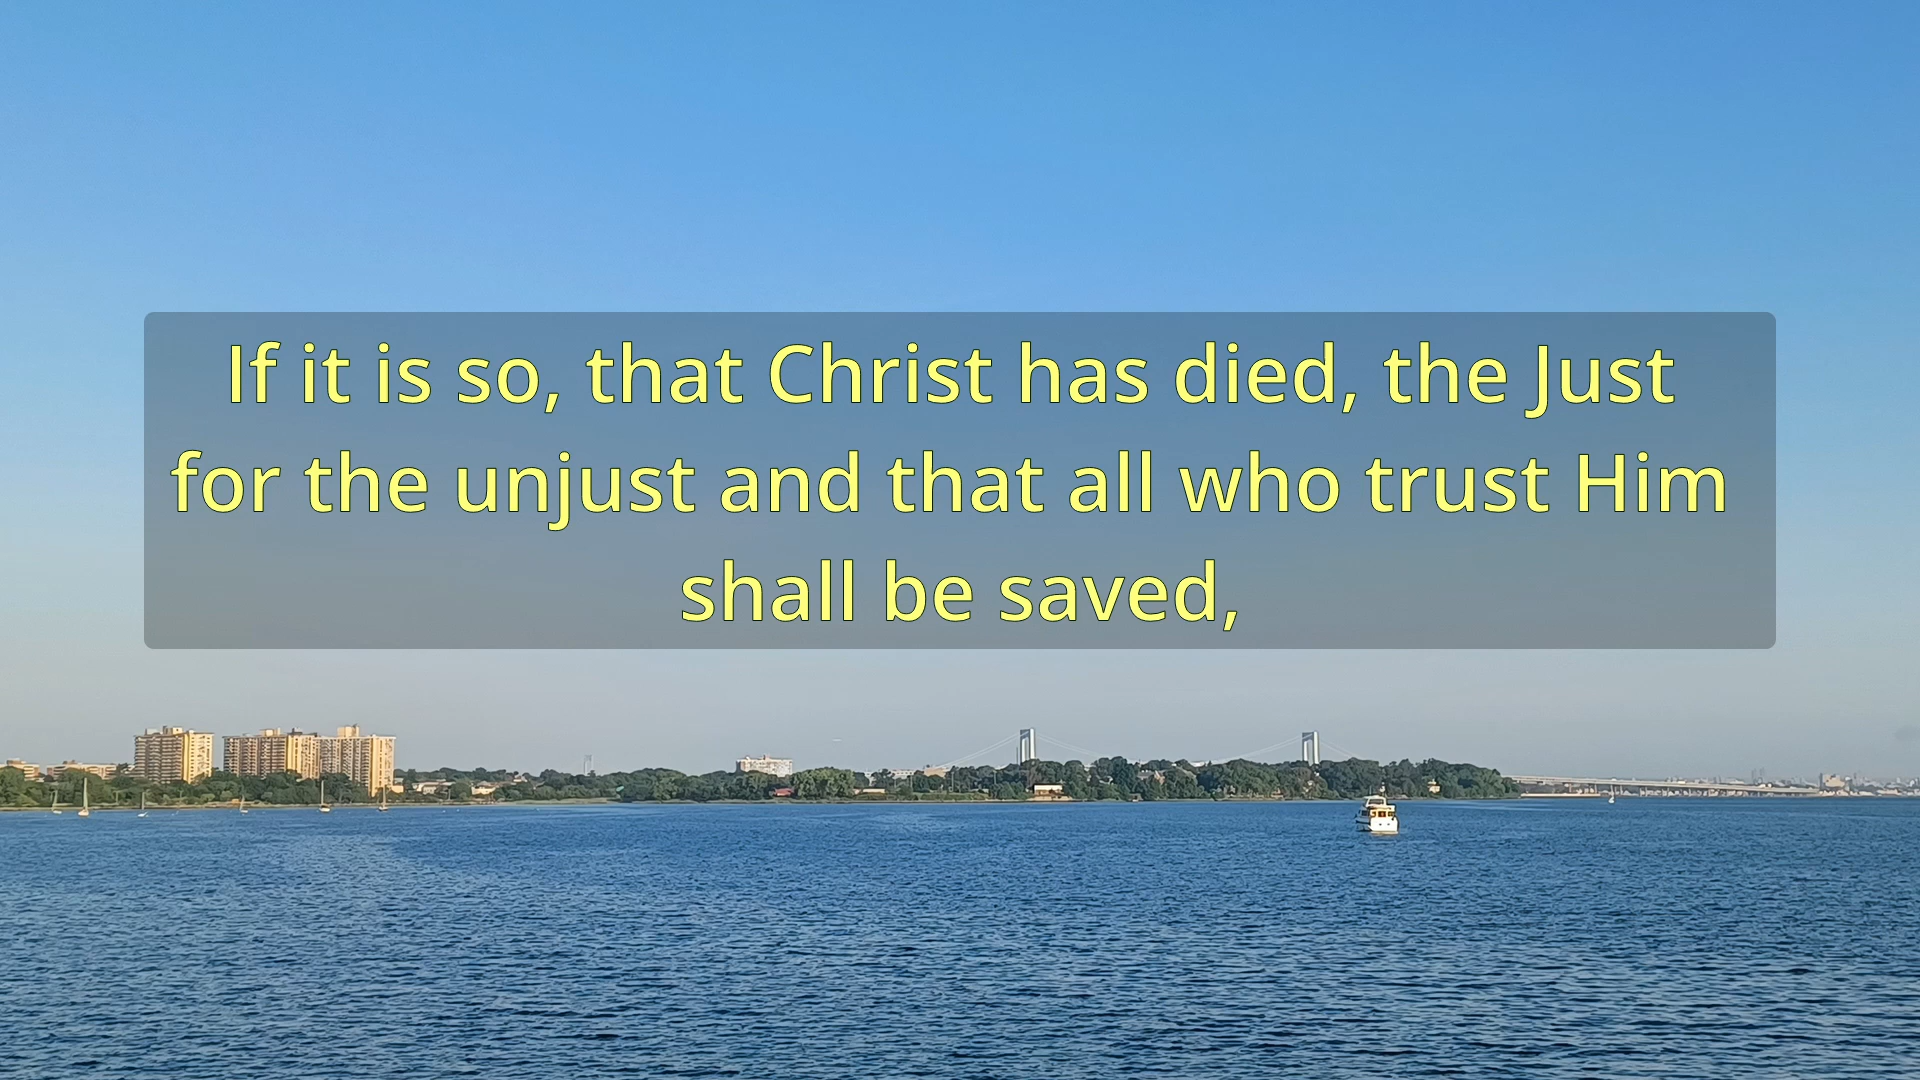 If it is so, that Christ has died, the Just
for the unjust and that all who trust Him
shall be saved,